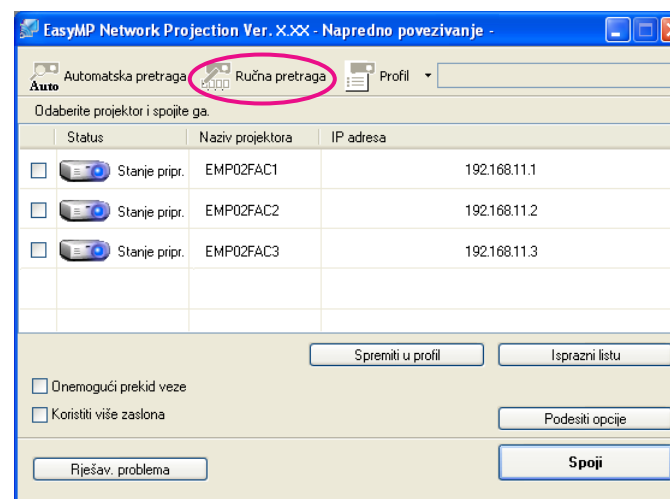 EasyMP Network Projection Ver. X.XX - Napredno povezivanje -
Auto Automatska pretraga Ručna pretraga Profil
Odaberite projektor i spojite ga.
Status Naziv projektora IP adresa
Stanje pripr. EMP02FAC1 192.168.11.1
Stanje pripr. EMP02FAC2 192.168.11.2
Stanje pripr. EMP02FAC3 192.168.11.3
Spremiti u profil Isprazni listu
Onemogući prekid veze
Koristiti više zaslona
Podesiti opcije
Rješav. problema Spoji